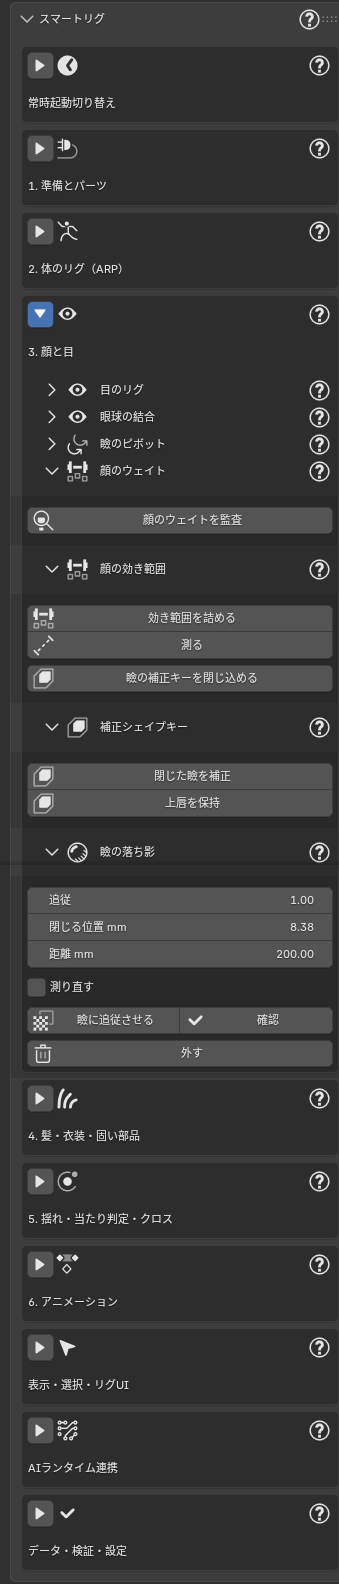 スマートリグ
常時起動切り替え
1. 準備とパーツ
2. 体のリグ（ARP）
3. 顔と目
目のリグ
眼球の結合
瞼のピボット
顔のウェイト
顔のウェイトを監査
顔の効き範囲
効き範囲を詰める
測る
瞼の補正キーを閉じ込める
補正シェイプキー
閉じた瞼を補正
上唇を保持
瞼の落ち影
追従 1.00
閉じる位置 mm 8.38
距離 mm 200.00
測り直す
瞼に追従させる 確認
外す
4. 髪・衣装・固い部品
5. 揺れ・当たり判定・クロス
6. アニメーション
表示・選択・リグUI
AIランタイム連携
データ・検証・設定